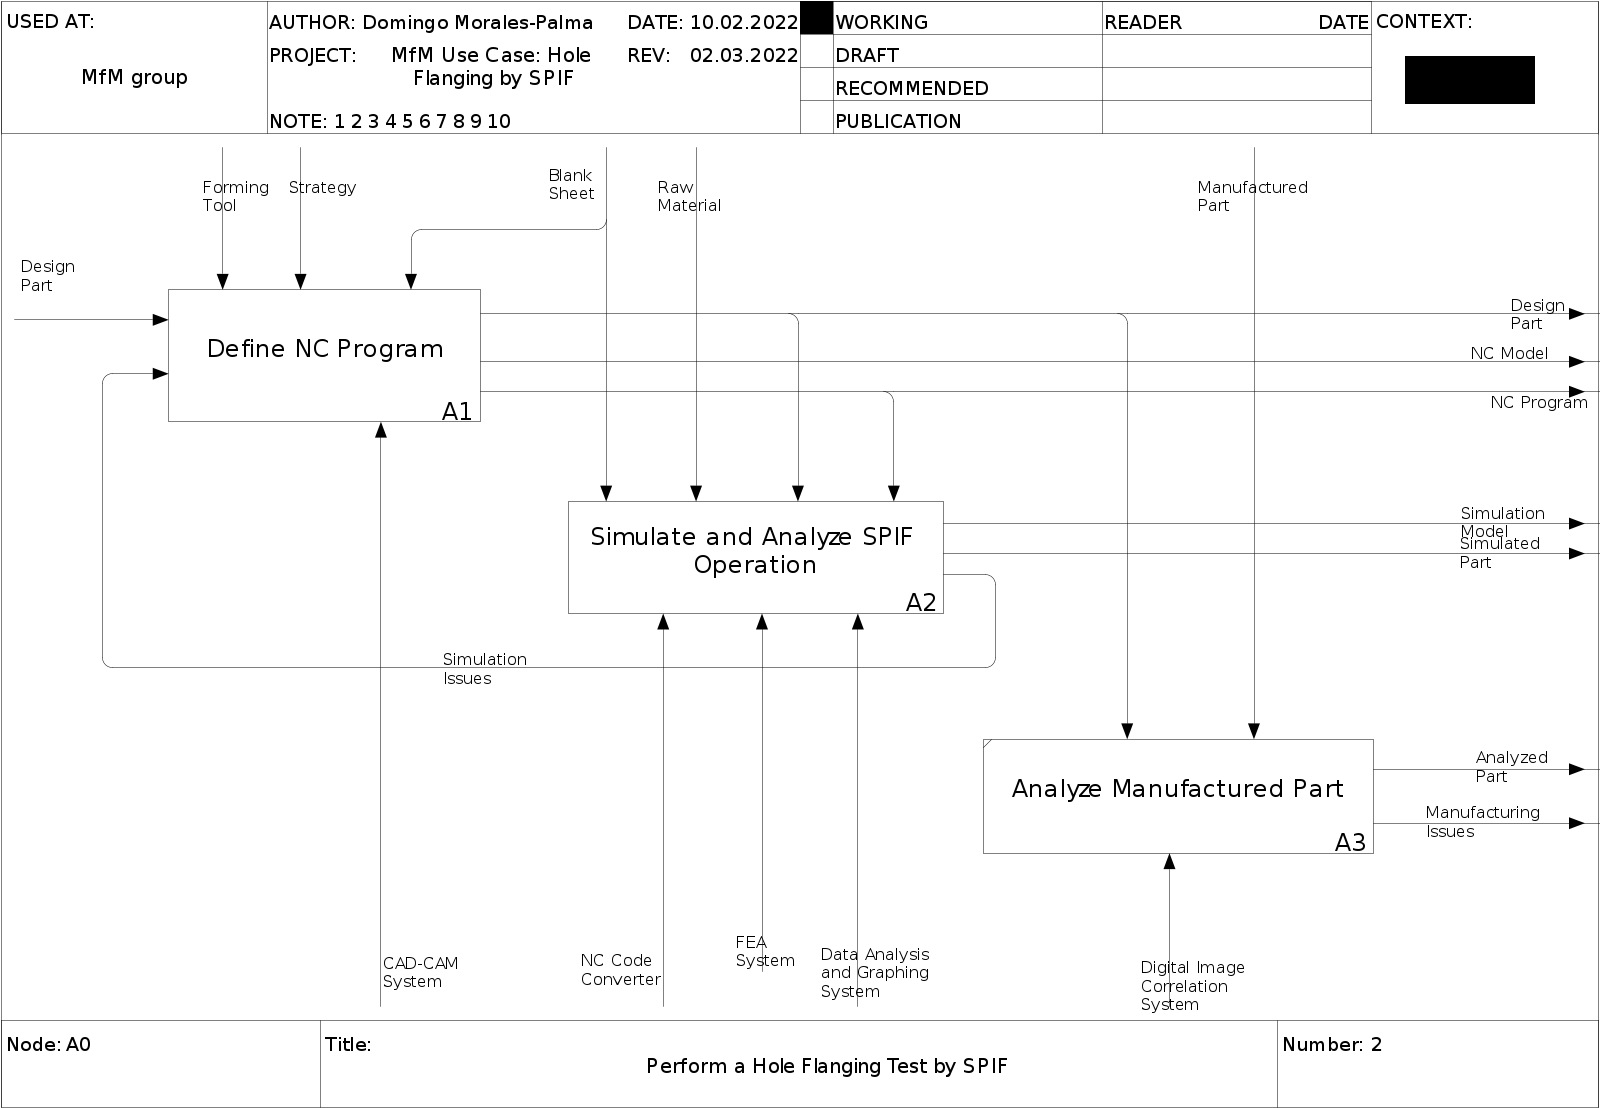 USED AT:
MfM group
AUTHOR: Domingo Morales-Palma
DATE: 10.02.2022
PROJECT: MfM Use Case: Hole
Flanging by SPIF
REV: 02.03.2022
NOTE: 1 2 3 4 5 6 7 8 9 10
WORKING
DRAFT
RECOMMENDED
PUBLICATION
READER
DATE
CONTEXT:
Forming
Tool
Strategy
Blank
Sheet
Raw
Material
Manufactured
Part
Design
Part
Define NC Program
A1
Design
Part
NC Model
NC Program
Simulate and Analyze SPIF
Operation
A2
Simulation
Model
Simulated
Part
Simulation
Issues
Analyze Manufactured Part
A3
Analyzed
Part
Manufacturing
Issues
CAD-CAM
System
NC Code
Converter
FEA
System
Data Analysis
and Graphing
System
Digital Image
Correlation
System
Node: A0
Title:
Perform a Hole Flanging Test by SPIF
Number: 2